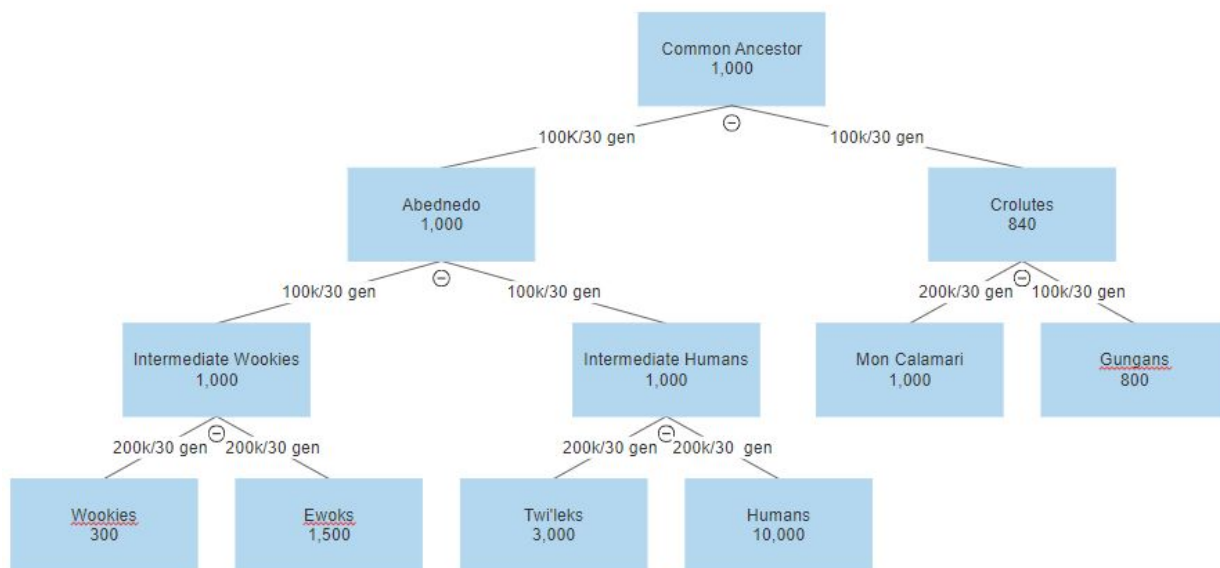 Common Ancestor
1,000
100K/30 gen
100k/30 gen
Abednedo
1,000
Crolutes
840
100k/30 gen
100k/30 gen
200k/30 gen
100k/30 gen
Intermediate Wookies
1,000
Intermediate Humans
1,000
Mon Calamari
1,000
Gungans
800
200k/30 gen
200k/30 gen
200k/30 gen
200k/30 gen
Wookies
300
Ewoks
1,500
Twi'leks
3,000
Humans
10,000